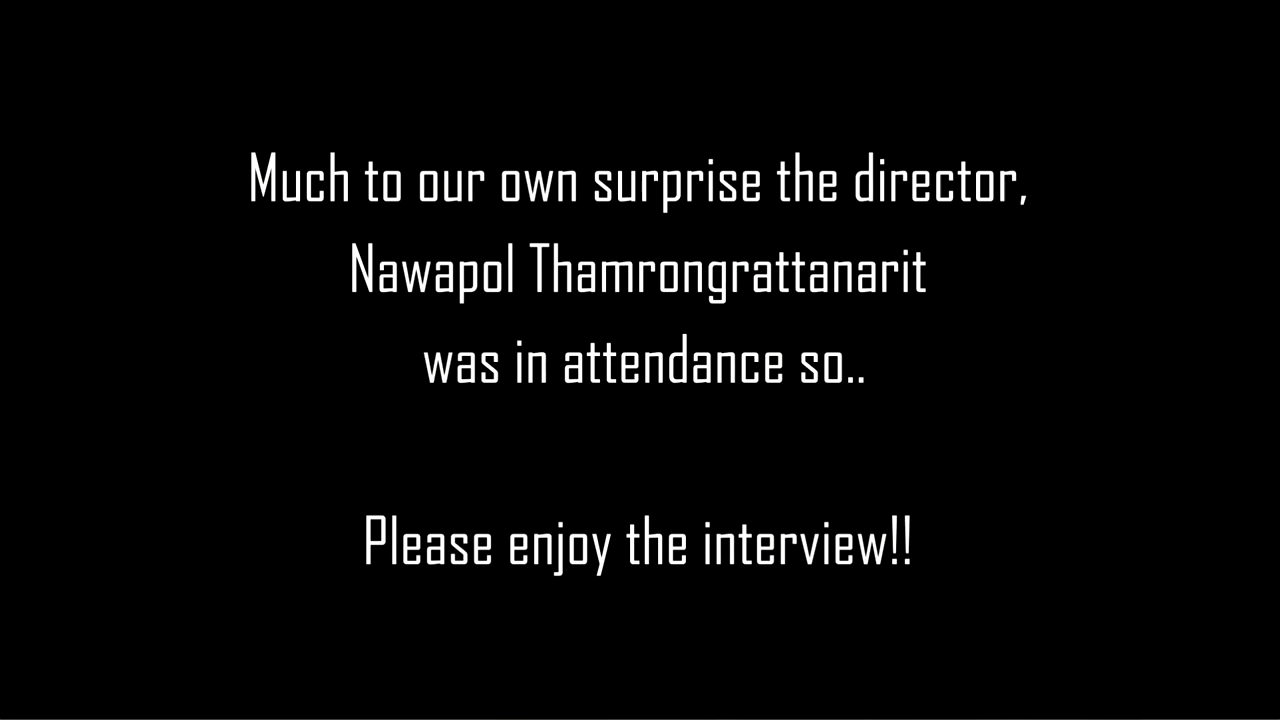 Much to our own surprise the director,
Nawapol Thamrongrattanarit
was in attendance so..
Please enjoy the interview!!